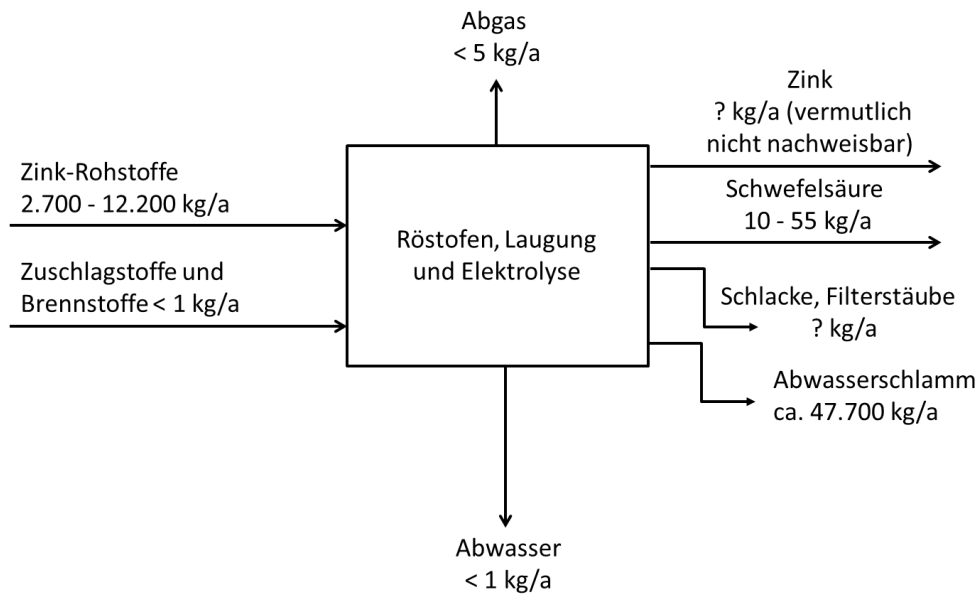 Abgas
< 5 kg/a
Zink
? kg/a (vermutlich
nicht nachweisbar)
Zink-Rohstoffe
2.700 - 12.200 kg/a
Schwefelsäure
10 - 55 kg/a
Röstofen, Laugung
und Elektrolyse
Zuschlagstoffe und
Brennstoffe < 1 kg/a
Schlacke, Filterstäube
? kg/a
Abwasserschlamm
ca. 47.700 kg/a
Abwasser
< 1 kg/a